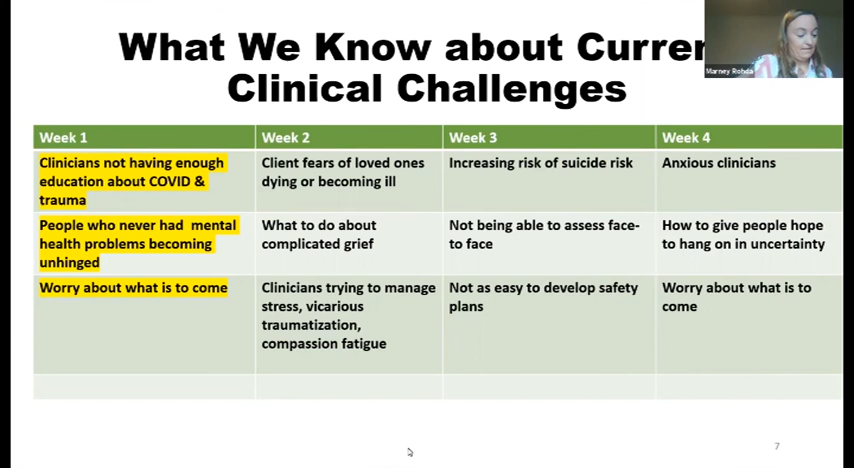 What We Know about Curren
Clinical Challenges
Marney Rohda
Week 1
Week 2
Week 3
Week 4
Clinicians not having enough
education about COVID &
trauma
Client fears of loved ones
dying or becoming ill
Increasing risk of suicide risk
Anxious clinicians
People who never had mental
health problems becoming
unhinged
What to do about
complicated grief
Not being able to assess face-
to face
How to give people hope
to hang on in uncertainty
Worry about what is to come
Clinicians trying to manage
stress, vicarious
traumatization,
compassion fatigue
Not as easy to develop safety
plans
Worry about what is to
come
7